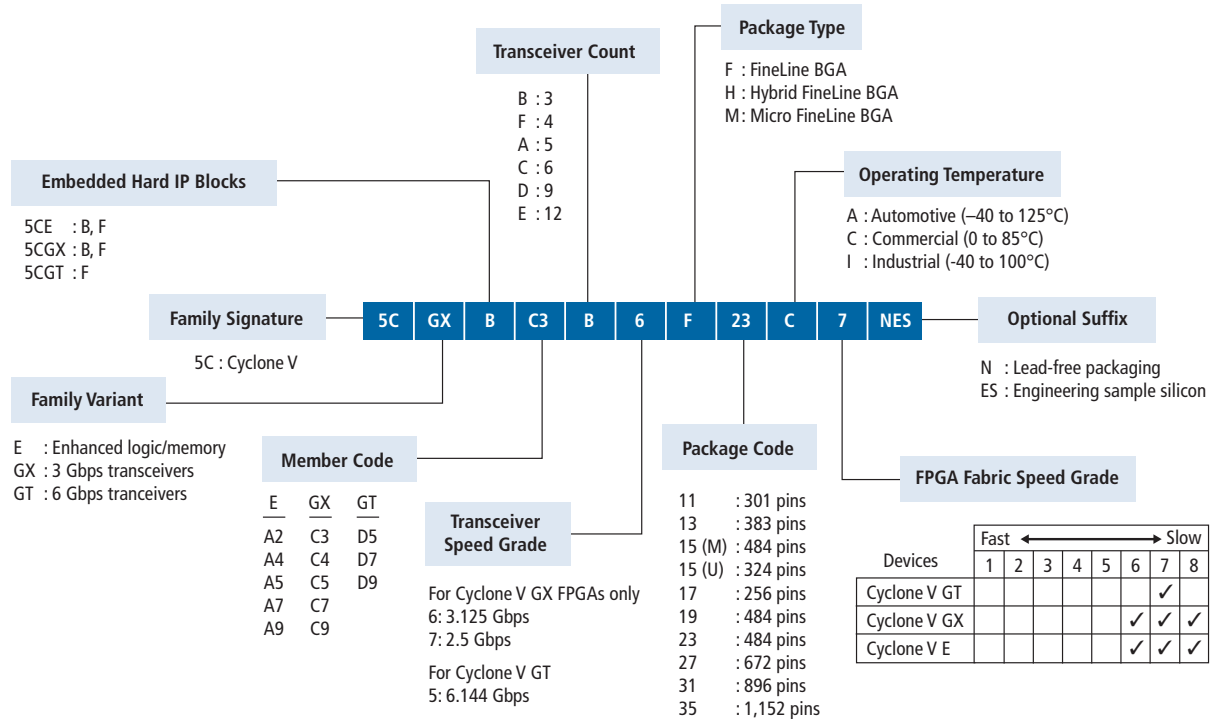 Package Type
F : FineLine BGA
H : Hybrid FineLine BGA
M : Micro FineLine BGA
Transceiver Count
B : 3
F : 4
A : 5
C : 6
D : 9
E : 12
Embedded Hard IP Blocks
5CE : B, F
5CGX : B, F
5CGT : F
Operating Temperature
A : Automotive (–40 to 125°C)
C : Commercial (0 to 85°C)
I : Industrial (-40 to 100°C)
Family Signature
5C : Cyclone V
5C GX B C3 B 6 F 23 C 7 NES
Optional Suffix
N : Lead-free packaging
ES : Engineering sample silicon
Family Variant
E : Enhanced logic/memory
GX : 3 Gbps transceivers
GT : 6 Gbps tranceivers
Member Code
E GX GT
A2 C3 D5
A4 C4 D7
A5 C5 D9
A7 C7
A9 C9
Transceiver
Speed Grade
For Cyclone V GX FPGAs only
6: 3.125 Gbps
7: 2.5 Gbps
For Cyclone V GT
5: 6.144 Gbps
Package Code
11 : 301 pins
13 : 383 pins
15 (M) : 484 pins
15 (U) : 324 pins
17 : 256 pins
19 : 484 pins
23 : 484 pins
27 : 672 pins
31 : 896 pins
35 : 1,152 pins
FPGA Fabric Speed Grade
Fast Slow
Devices 1 2 3 4 5 6 7 8
Cyclone V GT ✓
Cyclone V GX ✓ ✓ ✓
Cyclone V E ✓ ✓ ✓